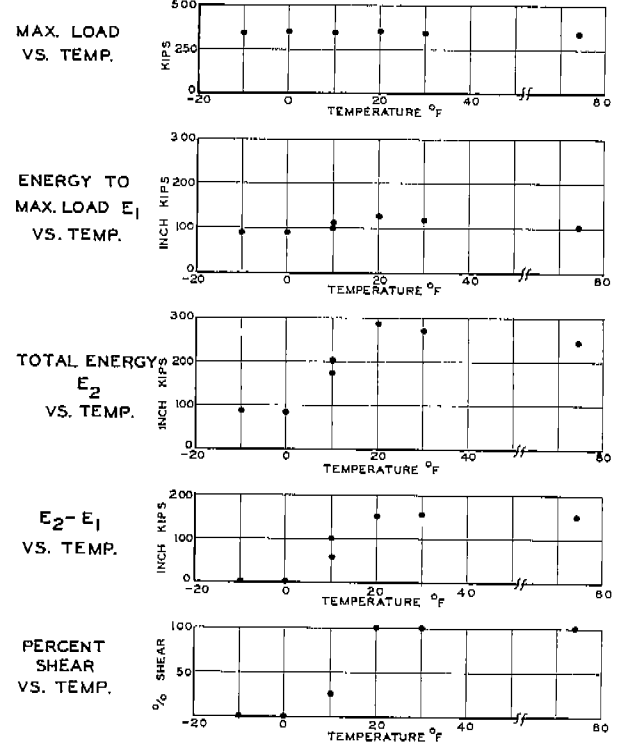 MAX. LOAD
VS. TEMP.
KIPS
500
250
0
-20 0 20 40 60
TEMPERATURE °F
ENERGY TO
MAX. LOAD E1
VS. TEMP.
INCH KIPS
300
200
100
0
-20 0 20 40 60
TEMPERATURE °F
TOTAL ENERGY
E2
VS. TEMP.
INCH KIPS
300
200
100
0
-20 0 20 40 60
TEMPERATURE °F
E2-E1
VS. TEMP.
INCH KIPS
200
100
0
-20 0 20 40 80
TEMPERATURE °F
PERCENT
SHEAR
VS. TEMP.
% SHEAR
100
50
0
-20 0 20 40 80
TEMPERATURE °F